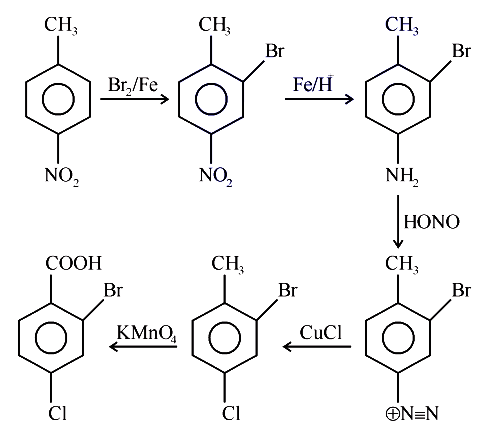 CH₃
Br₂/Fe
NO₂
CH₃
Br
Fe/H⁺
NO₂
CH₃
Br
NH₂
HONO
CH₃
Br
⊕N≡N
CuCl
CH₃
Br
Cl
KMnO₄
COOH
Br
Cl